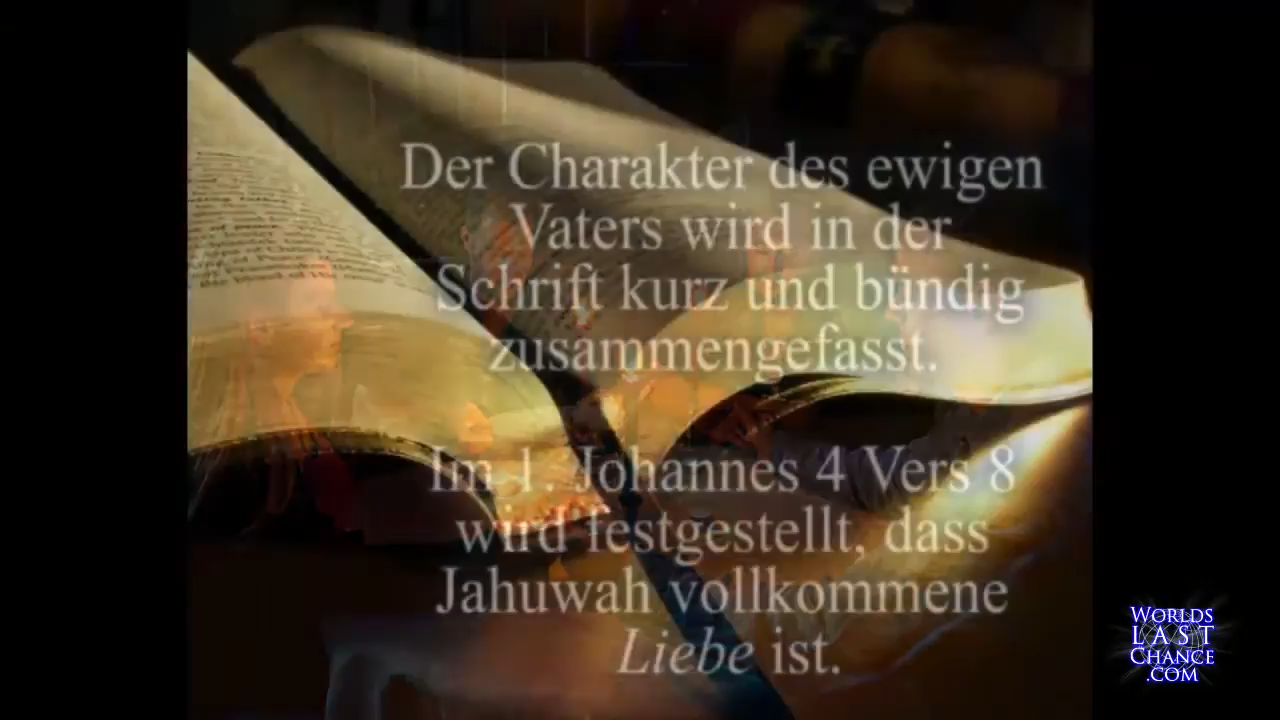 Der Charakter des ewigen
Vaters wird in der
Schrift kurz und bündig
zusammengefasst.
Im 1. Johannes 4 Vers 8
wird festgestellt, dass
Jahuwah vollkommene
Liebe ist.
WORLDS
LAST
CHANCE
.COM